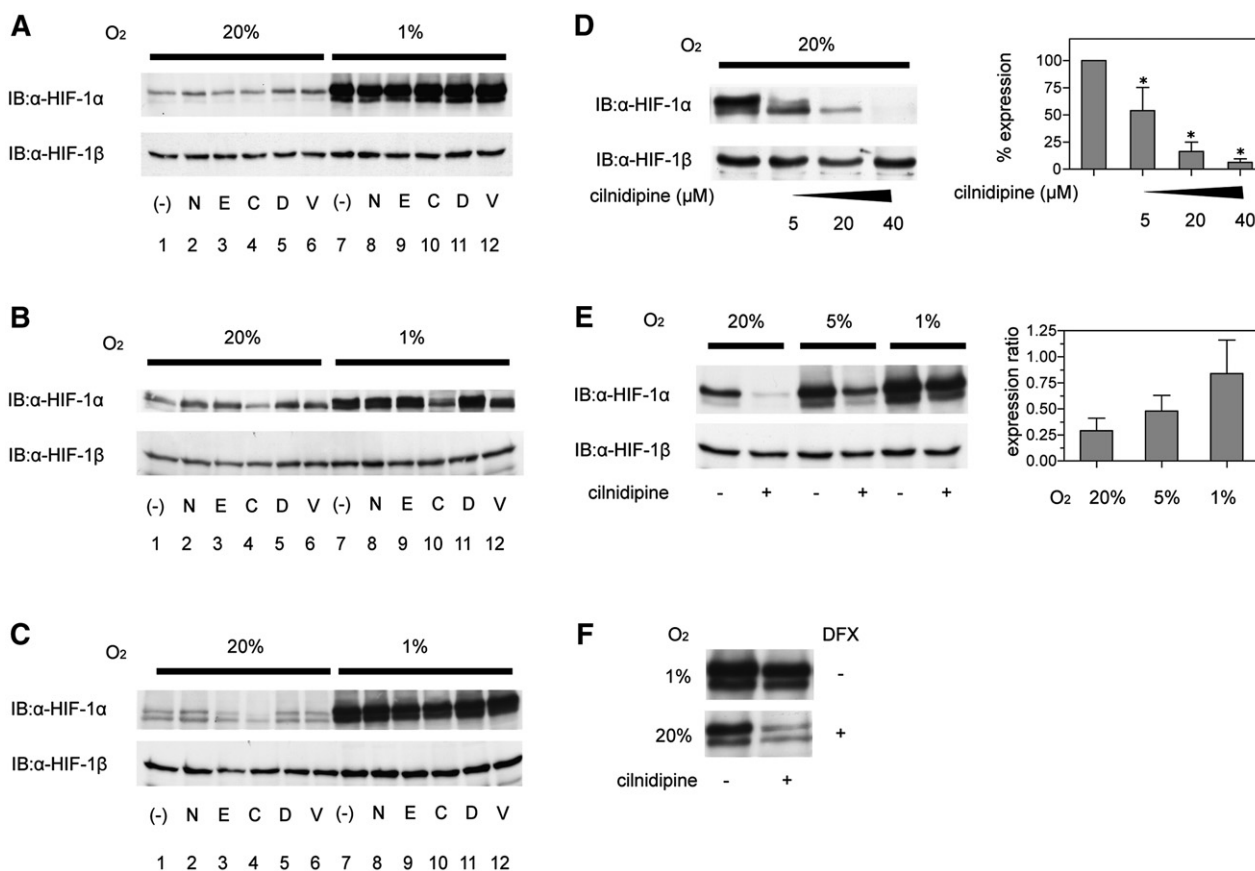 A
O2
20%
1%
IB:α-HIF-1α
IB:α-HIF-1β
(-) N E C D V (-) N E C D V
1 2 3 4 5 6 7 8 9 10 11 12
B
O2
20%
1%
IB:α-HIF-1α
IB:α-HIF-1β
(-) N E C D V (-) N E C D V
1 2 3 4 5 6 7 8 9 10 11 12
C
O2
20%
1%
IB:α-HIF-1α
IB:α-HIF-1β
(-) N E C D V (-) N E C D V
1 2 3 4 5 6 7 8 9 10 11 12
D
O2
20%
IB:α-HIF-1α
IB:α-HIF-1β
cilnidipine (μM)
5 20 40
% expression
100
75
50
25
0
* * *
cilnidipine (μM)
5 20 40
E
O2
20% 5% 1%
IB:α-HIF-1α
IB:α-HIF-1β
cilnidipine - + - + - +
expression ratio
1.25
1.00
0.75
0.50
0.25
0.00
O2 20% 5% 1%
F
O2 DFX
1% -
20% +
cilnidipine - +